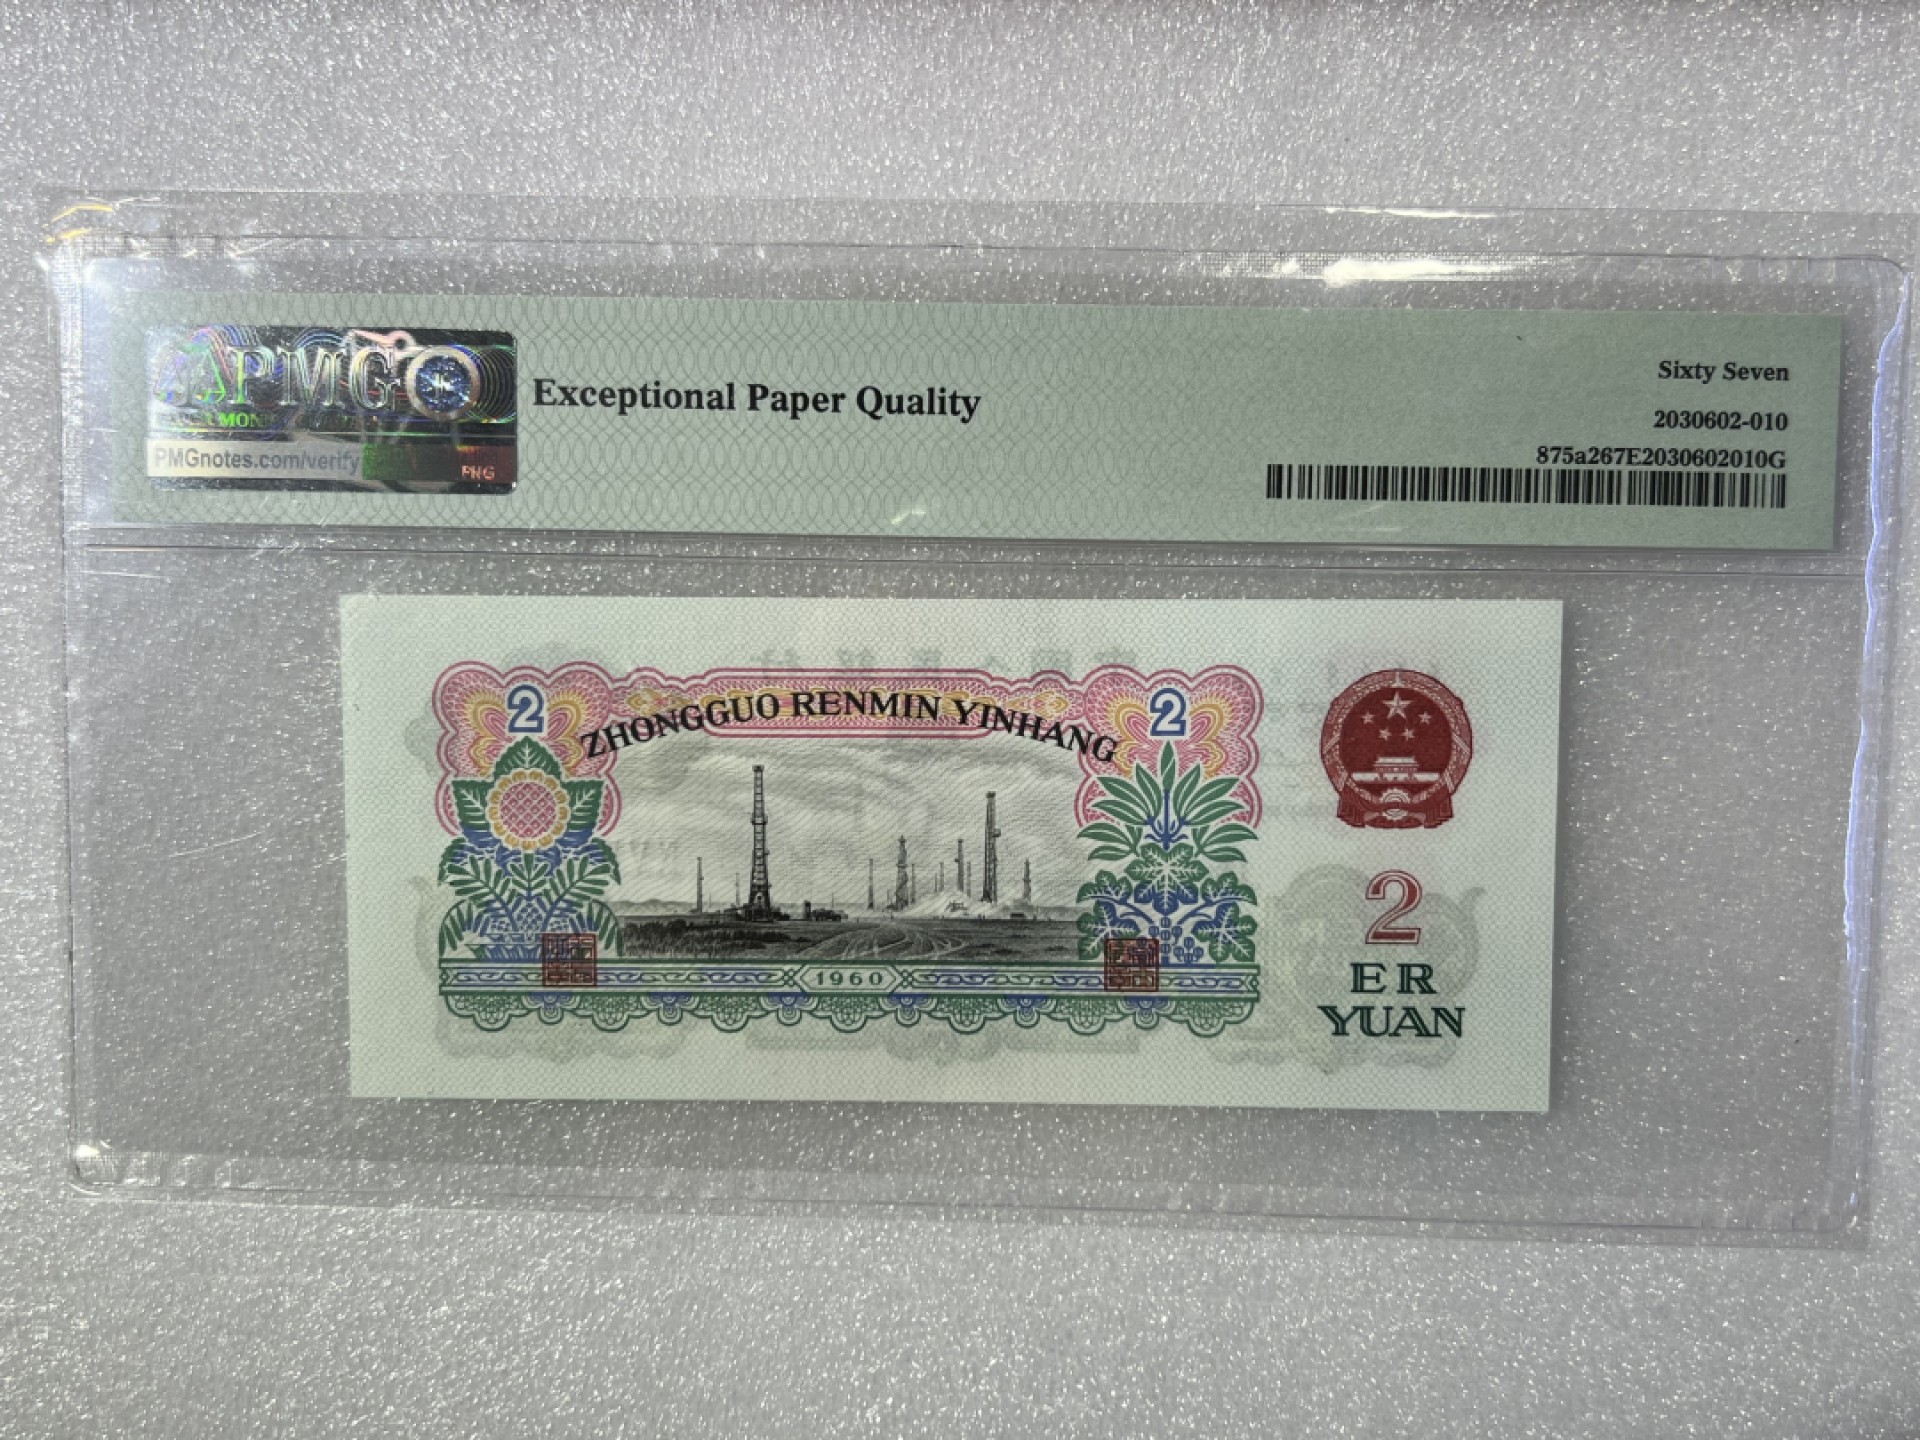 PMG
PMGnotes.com/verify
PMG
Exceptional Paper Quality
Sixty Seven
2030602-010
875a267E2030602010G
2
ZHONGGUO RENMIN YINHANG
2
1960
2
ER
YUAN